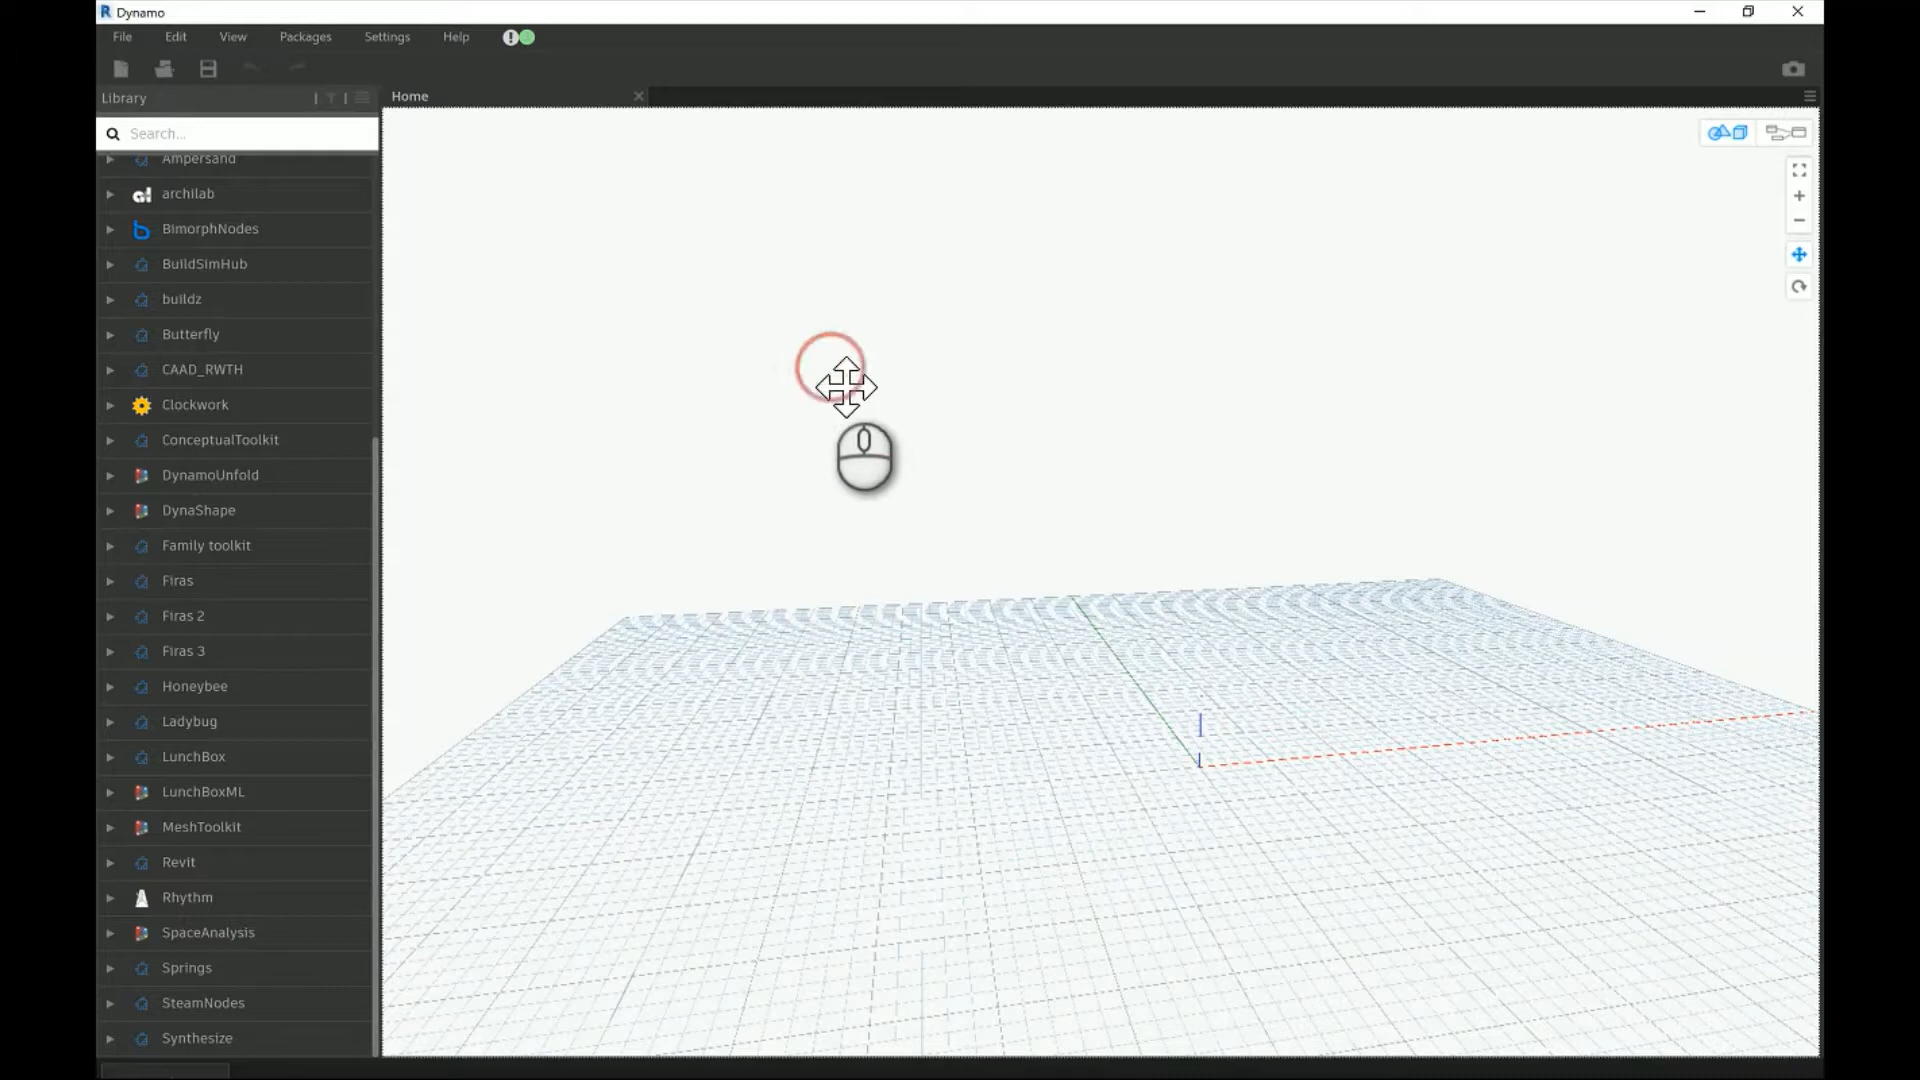 Dynamo
File Edit View Packages Settings Help
Library
Home
Search...
Ampersand
archilab
BimorphNodes
BuildSimHub
buildz
Butterfly
CAAD_RWTH
Clockwork
ConceptualToolkit
DynamoUnfold
DynaShape
Family toolkit
Firas
Firas 2
Firas 3
Honeybee
Ladybug
LunchBox
LunchBoxML
MeshToolkit
Revit
Rhythm
SpaceAnalysis
Springs
SteamNodes
Synthesize